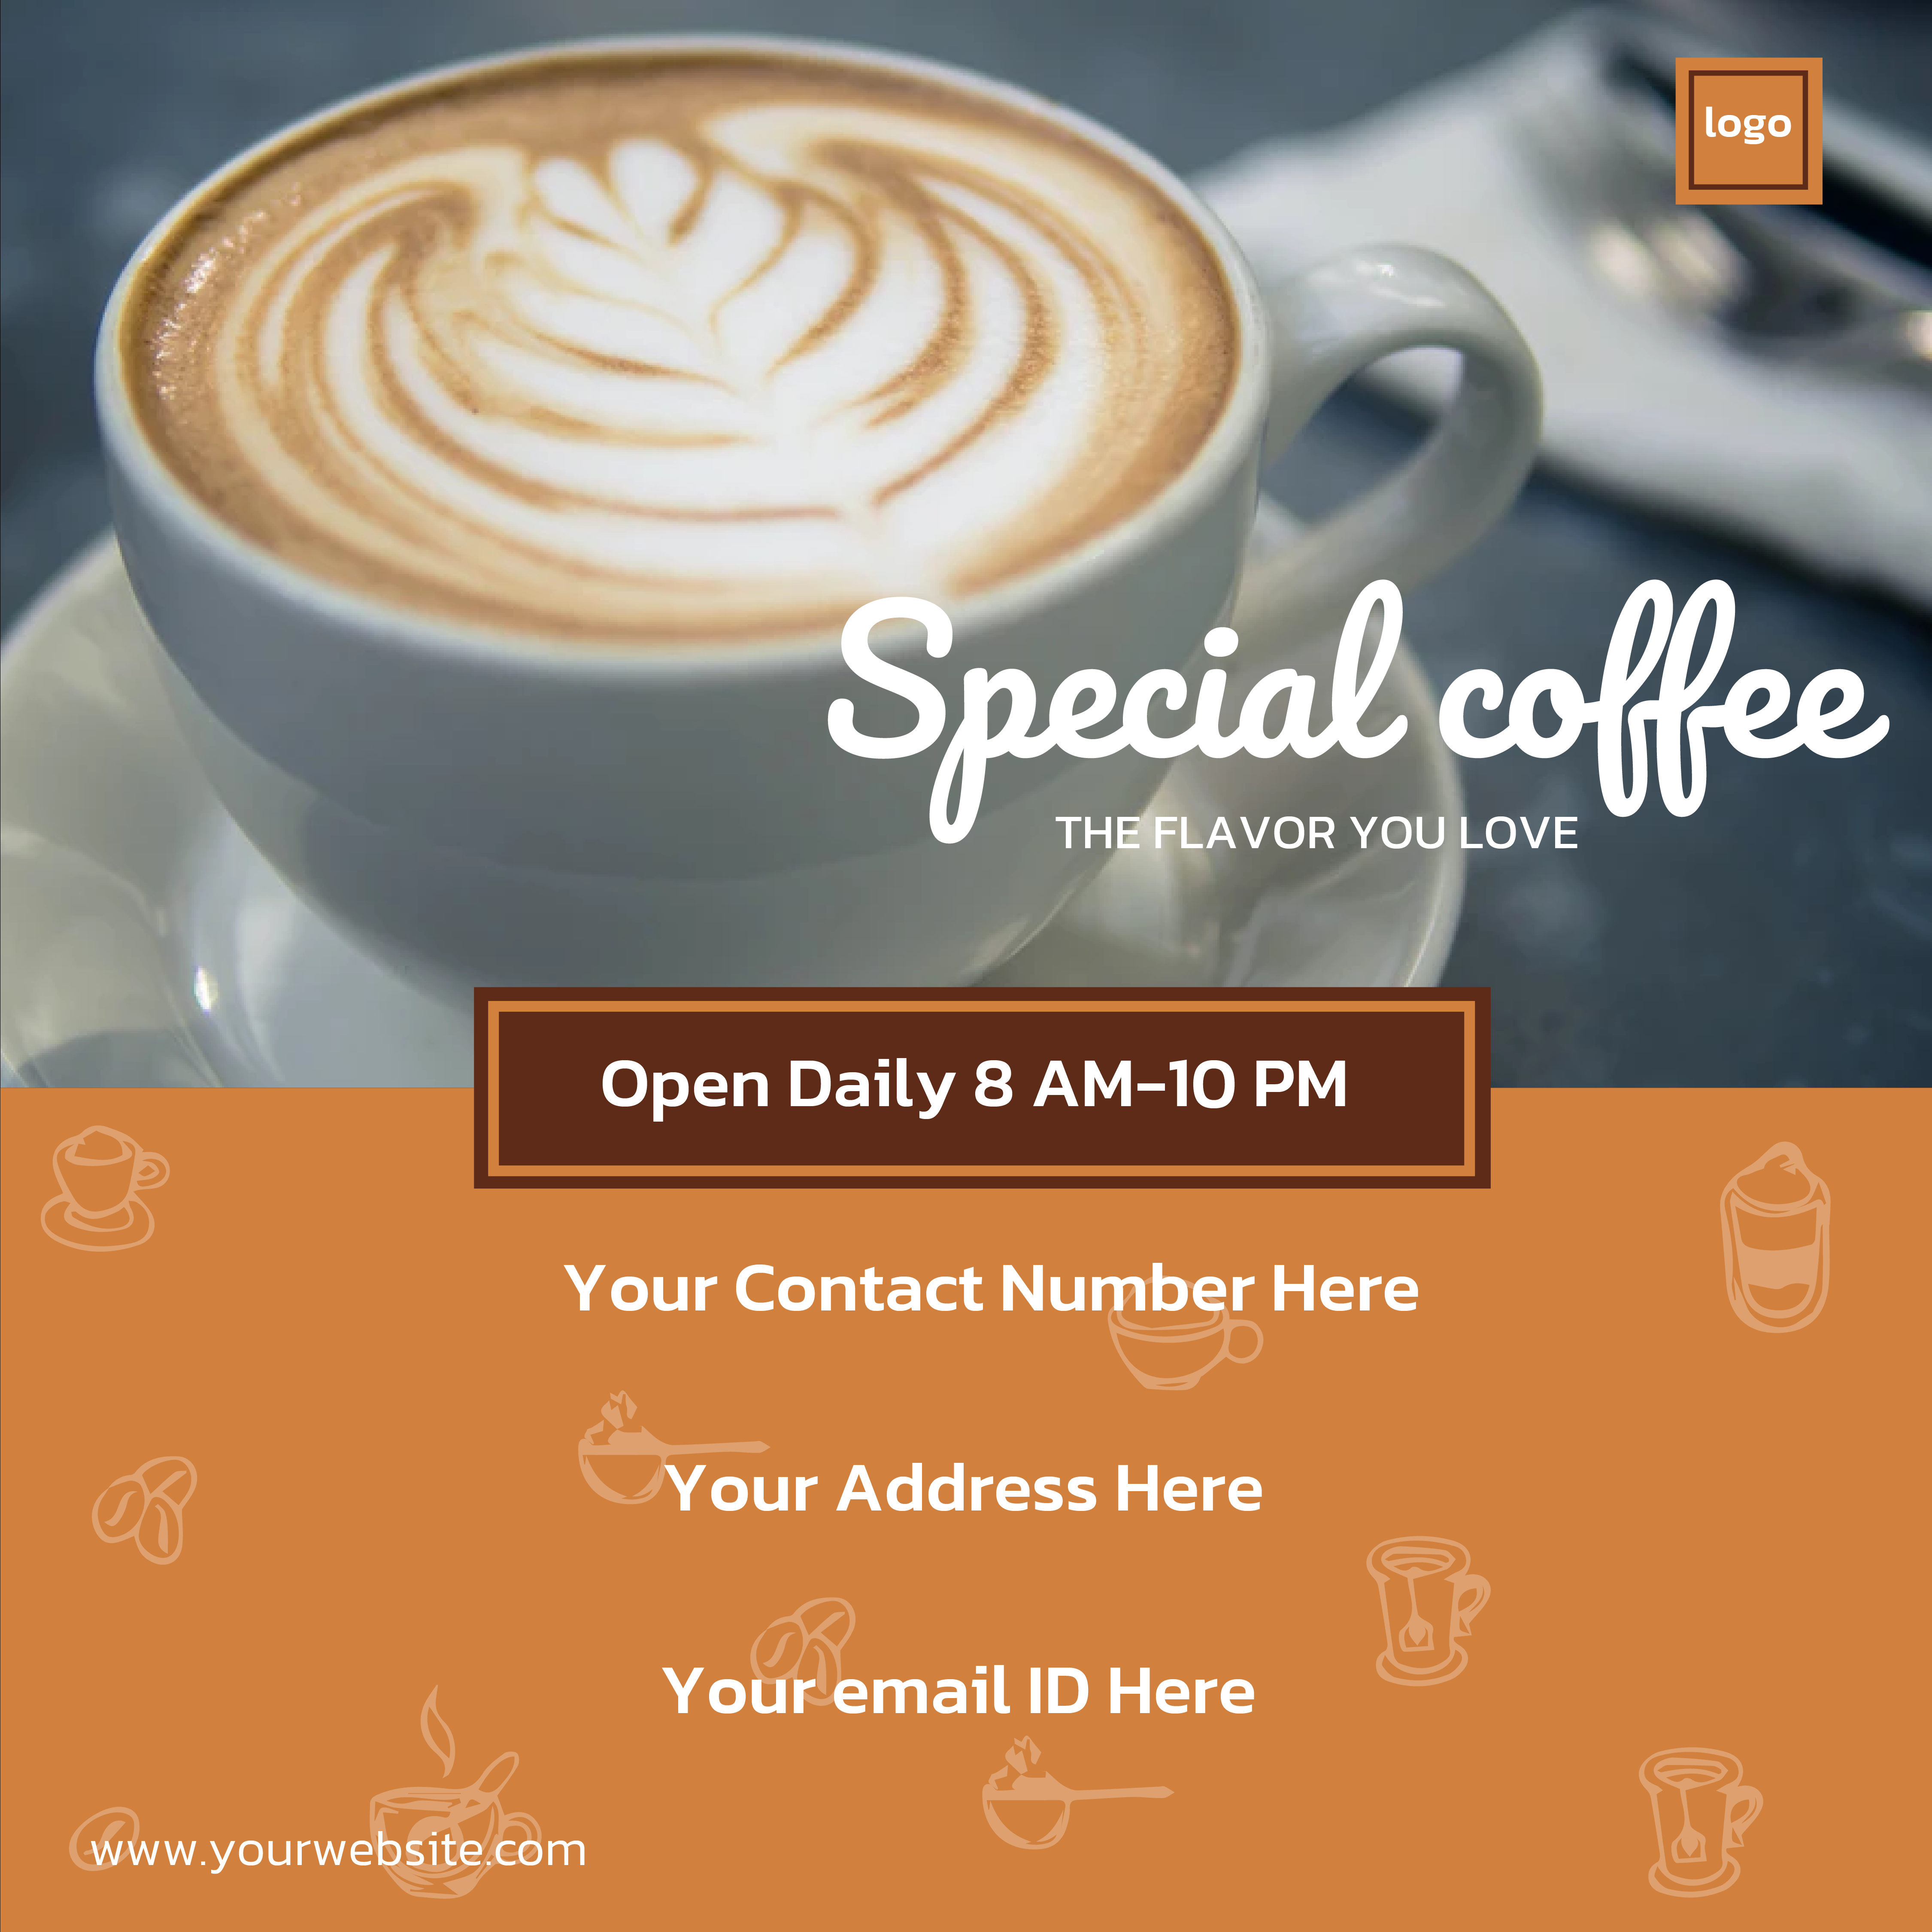 logo
Special coffee
THE FLAVOR YOU LOVE
Open Daily 8 AM-10 PM
Your Contact Number Here
Your Address Here
Your email ID Here
www.yourwebsite.com